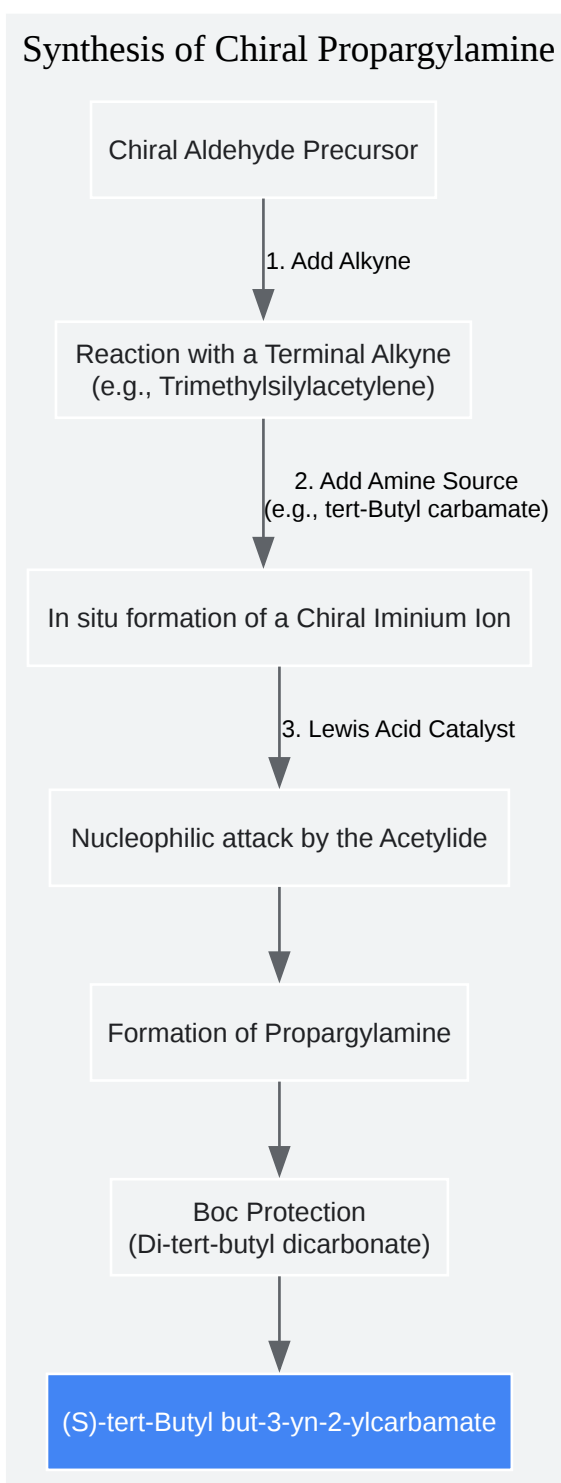 Synthesis of Chiral Propargylamine
Chiral Aldehyde Precursor
1. Add Alkyne
Reaction with a Terminal Alkyne
(e.g., Trimethylsilylacetylene)
2. Add Amine Source
(e.g., tert-Butyl carbamate)
In situ formation of a Chiral Iminium Ion
3. Lewis Acid Catalyst
Nucleophilic attack by the Acetylide
Formation of Propargylamine
Boc Protection
(Di-tert-butyl dicarbonate)
(S)-tert-Butyl but-3-yn-2-ylcarbamate